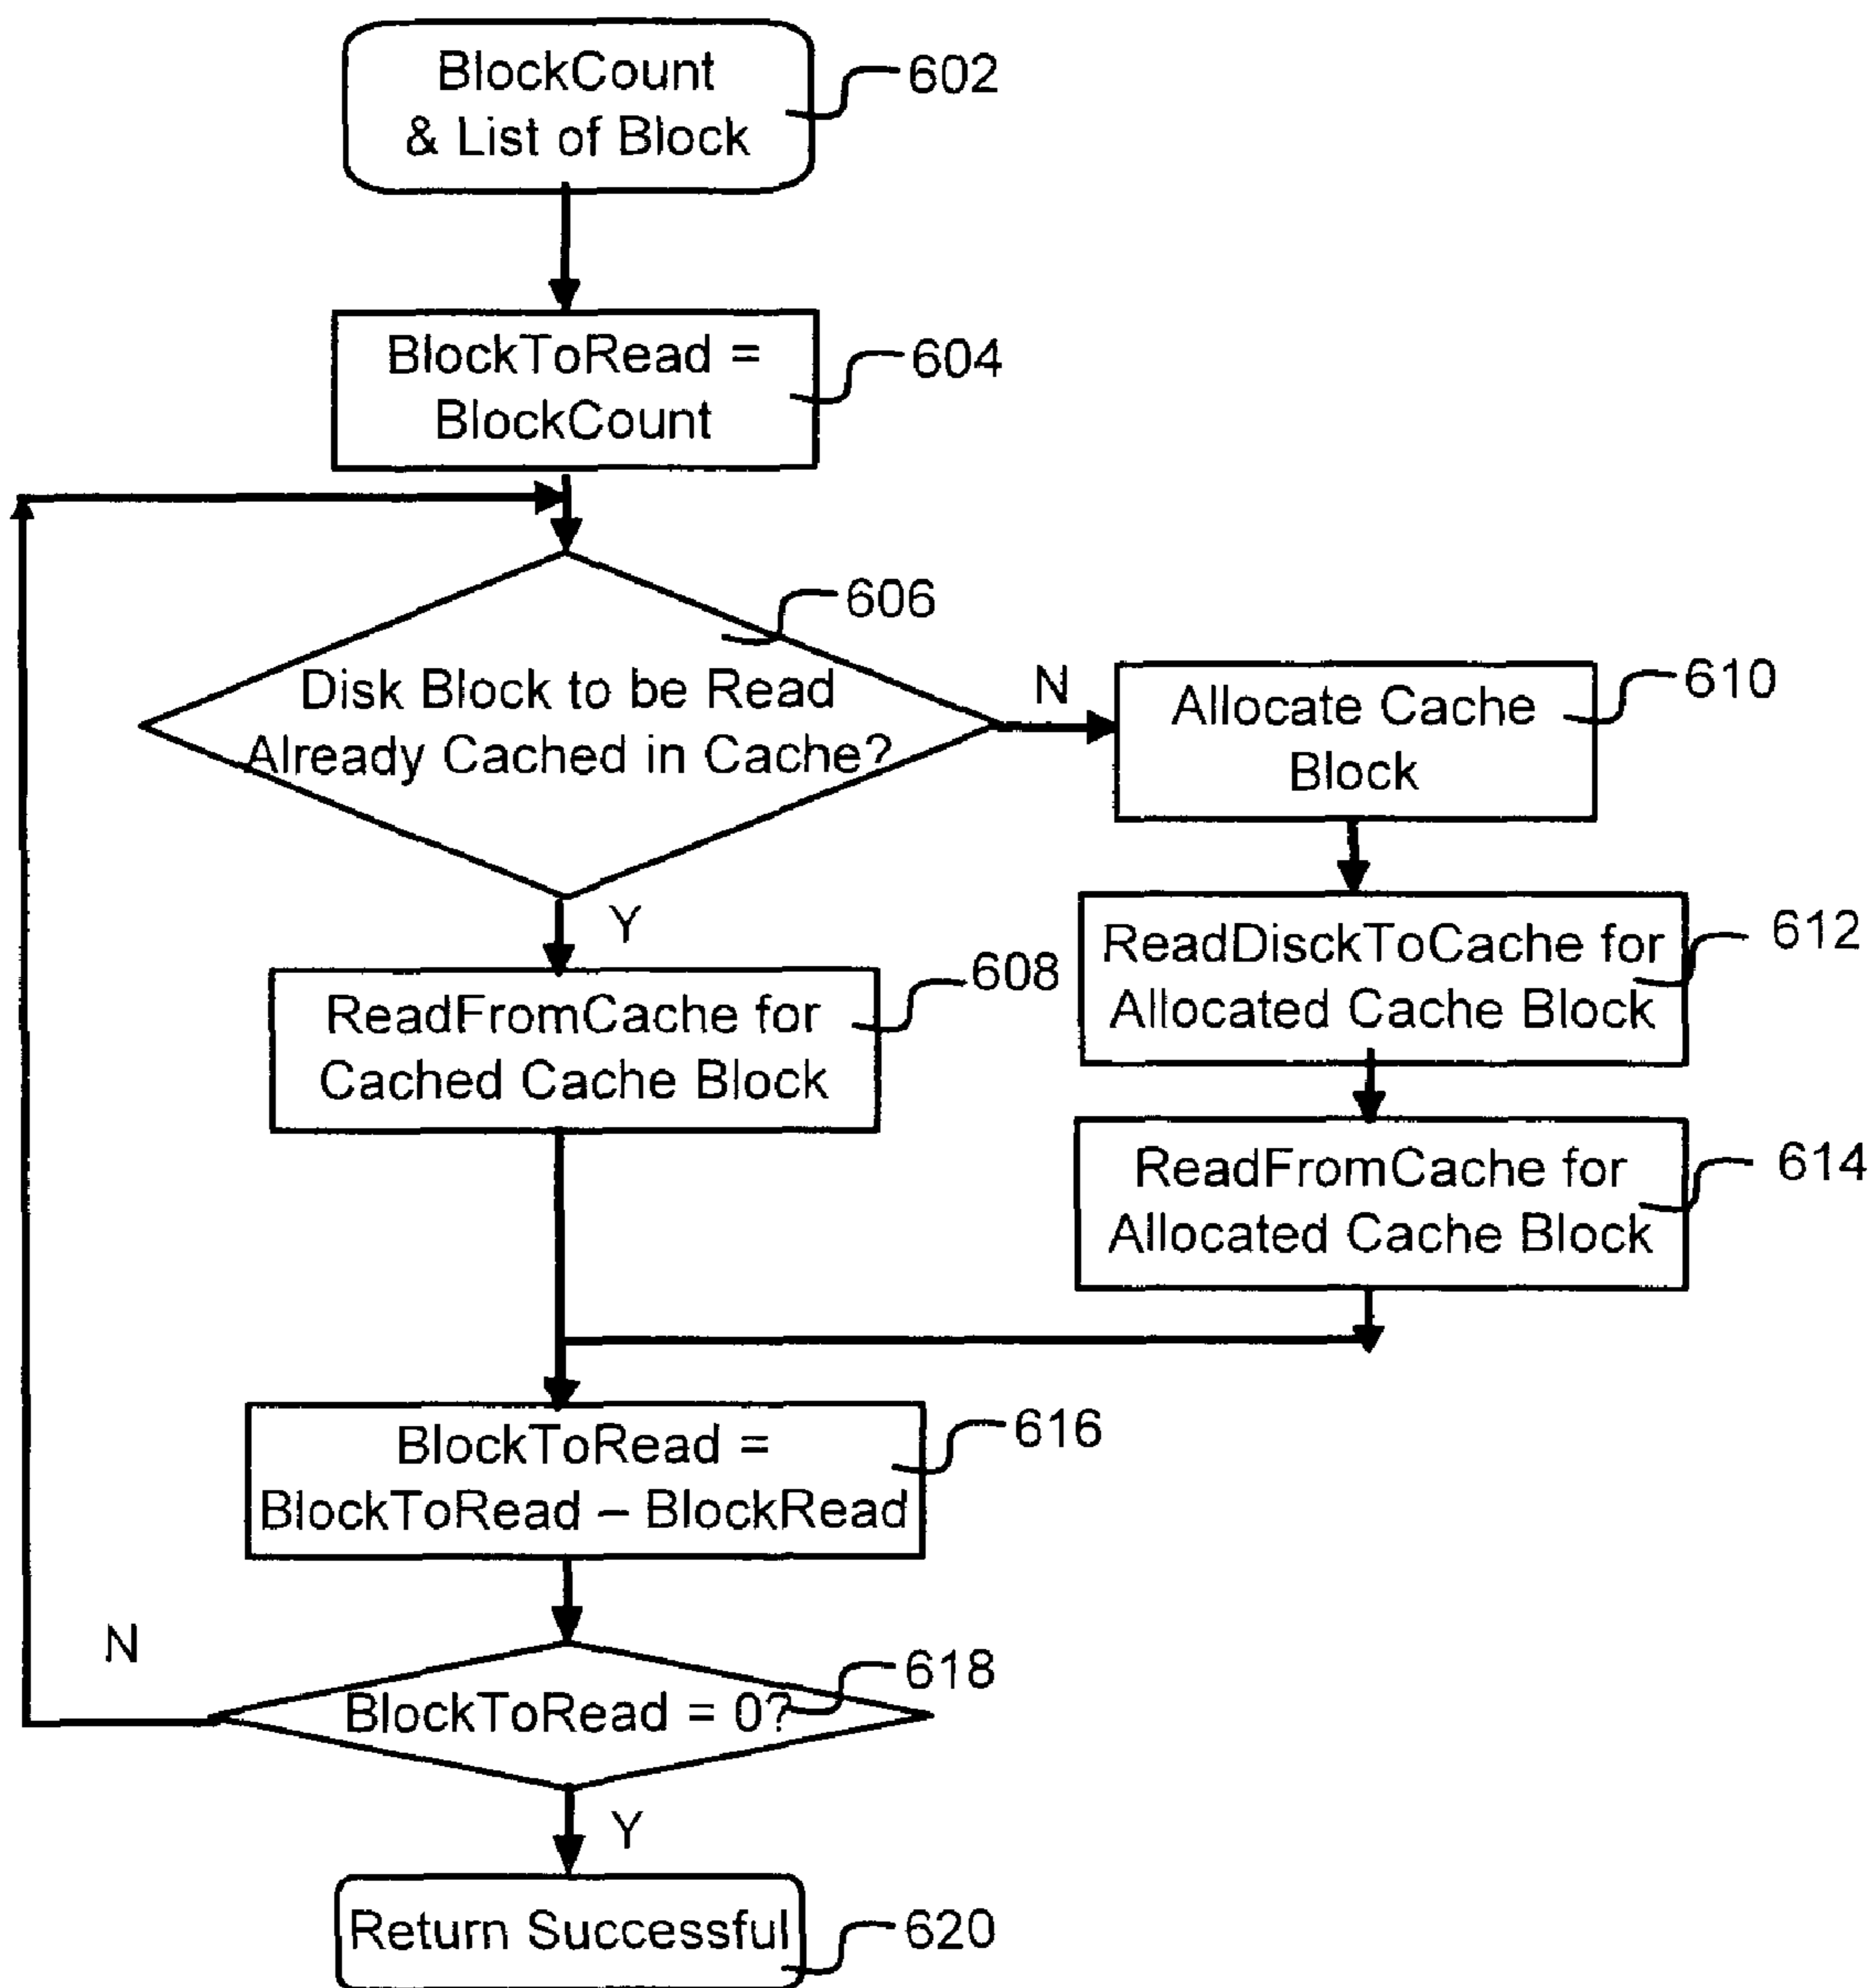 BlockCount
& List of Block
602
BlockToRead =
BlockCount
604
606
Disk Block to be Read
Already Cached in Cache?
N
Allocate Cache
Block
610
Y
ReadFromCache for
Cached Cache Block
608
ReadDisckToCache for
Allocated Cache Block
612
ReadFromCache for
Allocated Cache Block
614
BlockToRead =
BlockToRead – BlockRead
616
N
BlockToRead = 0?
618
Y
Return Successful
620